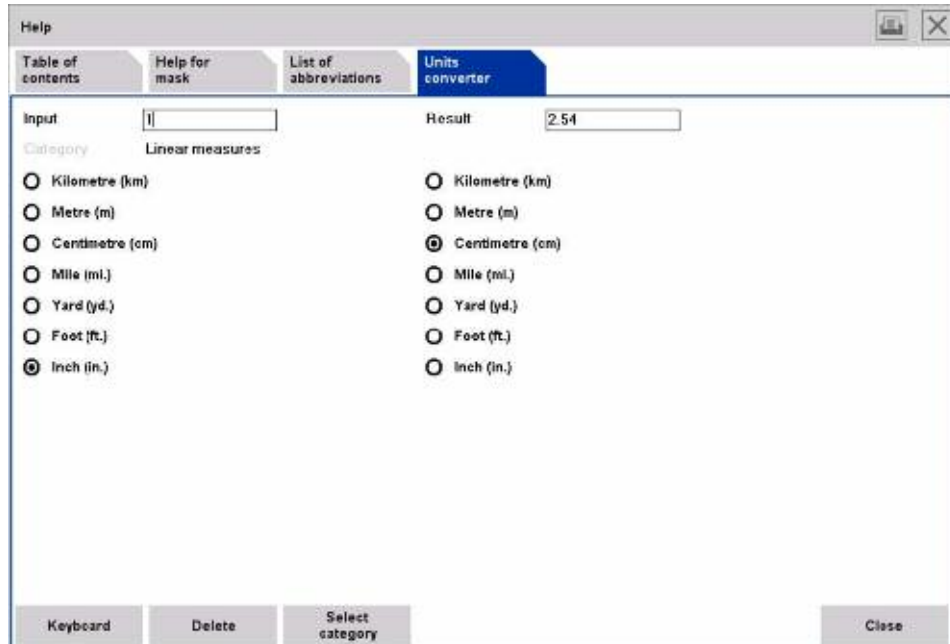 Help
Table of contents
Help for mask
List of abbreviations
Units converter
Input 1 Result 2.54
Category Linear measures
Kilometre (km) Kilometre (km)
Metre (m) Metre (m)
Centimetre (cm) Centimetre (cm)
Mile (mi.) Mile (mi.)
Yard (yd.) Yard (yd.)
Foot (ft.) Foot (ft.)
Inch (in.) Inch (in.)
Keyboard Delete Select category Close